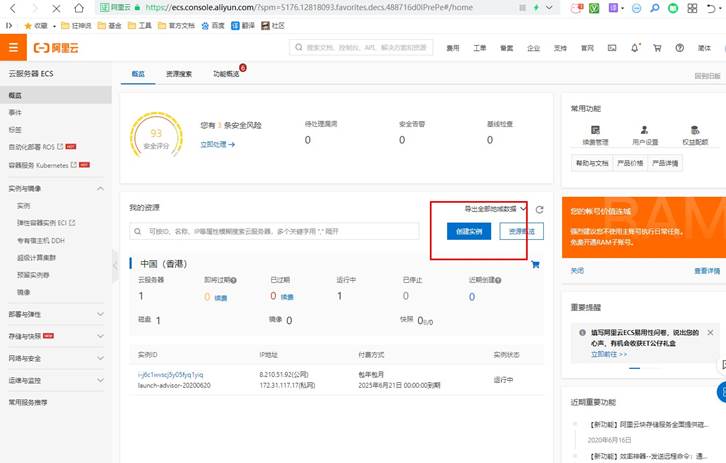 阿里云 https://ecs.console.aliyun.com/?spm=5176.12818093.favorites.decs.488716d0IPrePe#/home
收藏 狂神说 基金 工具 官方文档 百度 翻译 社区
阿里云
搜索文档、控制台、API、解决方案和资源
费用 工单 备案 企业 支持 官网 简体
云服务器 ECS
概览 资源搜索 功能概览 6
回到旧版
概览
事件
标签
自动化部署 ROS HOT
容器服务 Kubernetes HOT
实例与镜像
实例
弹性容器实例 ECI
专有宿主机 DDH
超级计算集群
预留实例券
镜像
部署与弹性
存储与快照 NEW
网络与安全
运维与监控
常用服务推荐
93
安全评分
您有 3 条安全风险
立即处理
待处理漏洞
0
安全告警
0
基线检查
0
我的资源
导出全部地域数据
可按ID、名称、IP等属性模糊搜索云服务器，多个关键字用","隔开
创建实例 资源概览
中国（香港）
云服务器 即将过期 已过期 运行中 已停止 近期创建
1 0 续费 0 续费 1 0 0
磁盘 1 镜像 0 快照 0 0/0
实例ID IP地址 付费方式 实例状态
i-j6c1wvscj5y05fyq1yiq 8.210.51.92(公网) 包年包月 运行中
launch-advisor-20200620 172.31.117.17(私网) 2025年6月21日 00:00:00到期
常用功能
续费管理 用户设置 权益配额
帮助与文档 产品价格 产品详情
您的帐号价值连城
强烈建议您不使用主账号执行日常任务。
免费开通RAM子账号。
RAM
关闭 查看详情
重要提醒
填写阿里云ECS易用性问卷，说出您的
心声，有机会收获ET公仔礼盒
立即前往 >>
近期重要功能
【新功能】阿里云块存储服务全面提供磁...
2020年6月16日
【新功能】效率神器--发送远程命令：通...